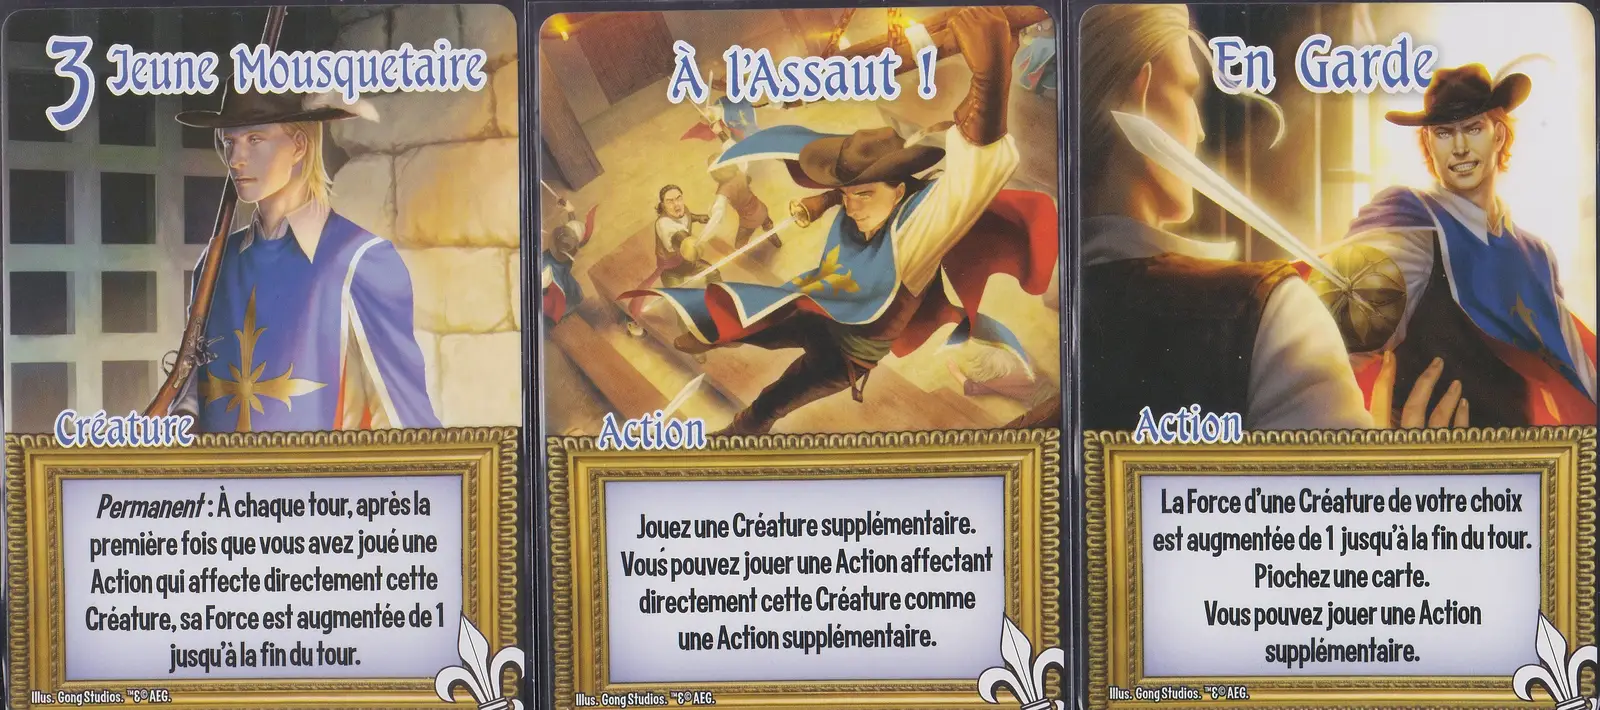 3 Jeune Mousquetaire
Créature
Permanent : À chaque tour, après la
première fois que vous avez joué une
Action qui affecte directement cette
Créature, sa Force est augmentée de 1
jusqu'à la fin du tour.
Illus. Gong Studios. ™&©AEG.
À l'Assaut !
Action
Jouez une Créature supplémentaire.
Vous pouvez jouer une Action affectant
directement cette Créature comme
une Action supplémentaire.
Illus. Gong Studios. ™&©AEG.
En Garde
Action
La Force d'une Créature de votre choix
est augmentée de 1 jusqu'à la fin du tour.
Piochez une carte.
Vous pouvez jouer une Action
supplémentaire.
Illus. Gong Studios. ™&©AEG.